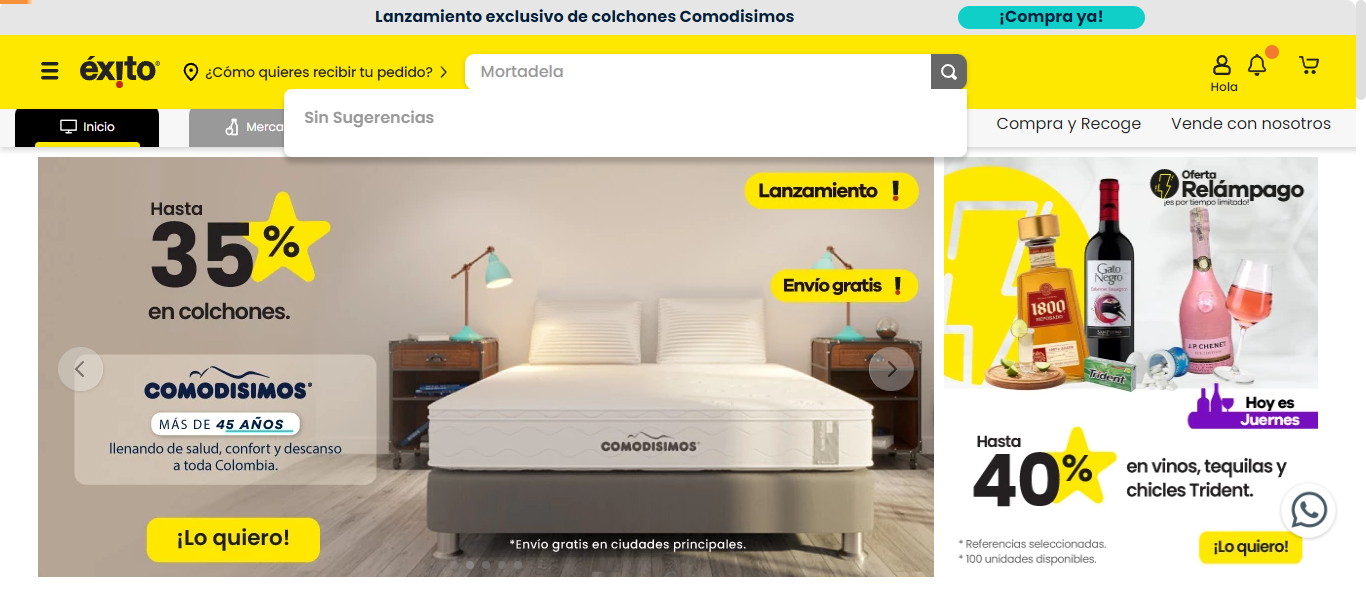 Lanzamiento exclusivo de colchones Comodisimos
¡Compra ya!
éxito
¿Cómo quieres recibir tu pedido?
Mortadela
Hola
Sin Sugerencias
Inicio
Merca
Compra y Recoge
Vende con nosotros
Hasta
35%
en colchones.
COMODISIMOS
MÁS DE 45 AÑOS
llenando de salud, confort y descanso
a toda Colombia.
¡Lo quiero!
Lanzamiento !
Envío gratis !
COMODISIMOS
*Envío gratis en ciudades principales.
Oferta
Relámpago
¡es por tiempo limitado!
1800
REPOSADO
Gato
Negro
J.P. CHENET
Trident
Hoy es
Juernes
Hasta
40%
en vinos, tequilas y
chicles Trident.
* Referencias seleccionadas.
* 100 unidades disponibles.
¡Lo quiero!